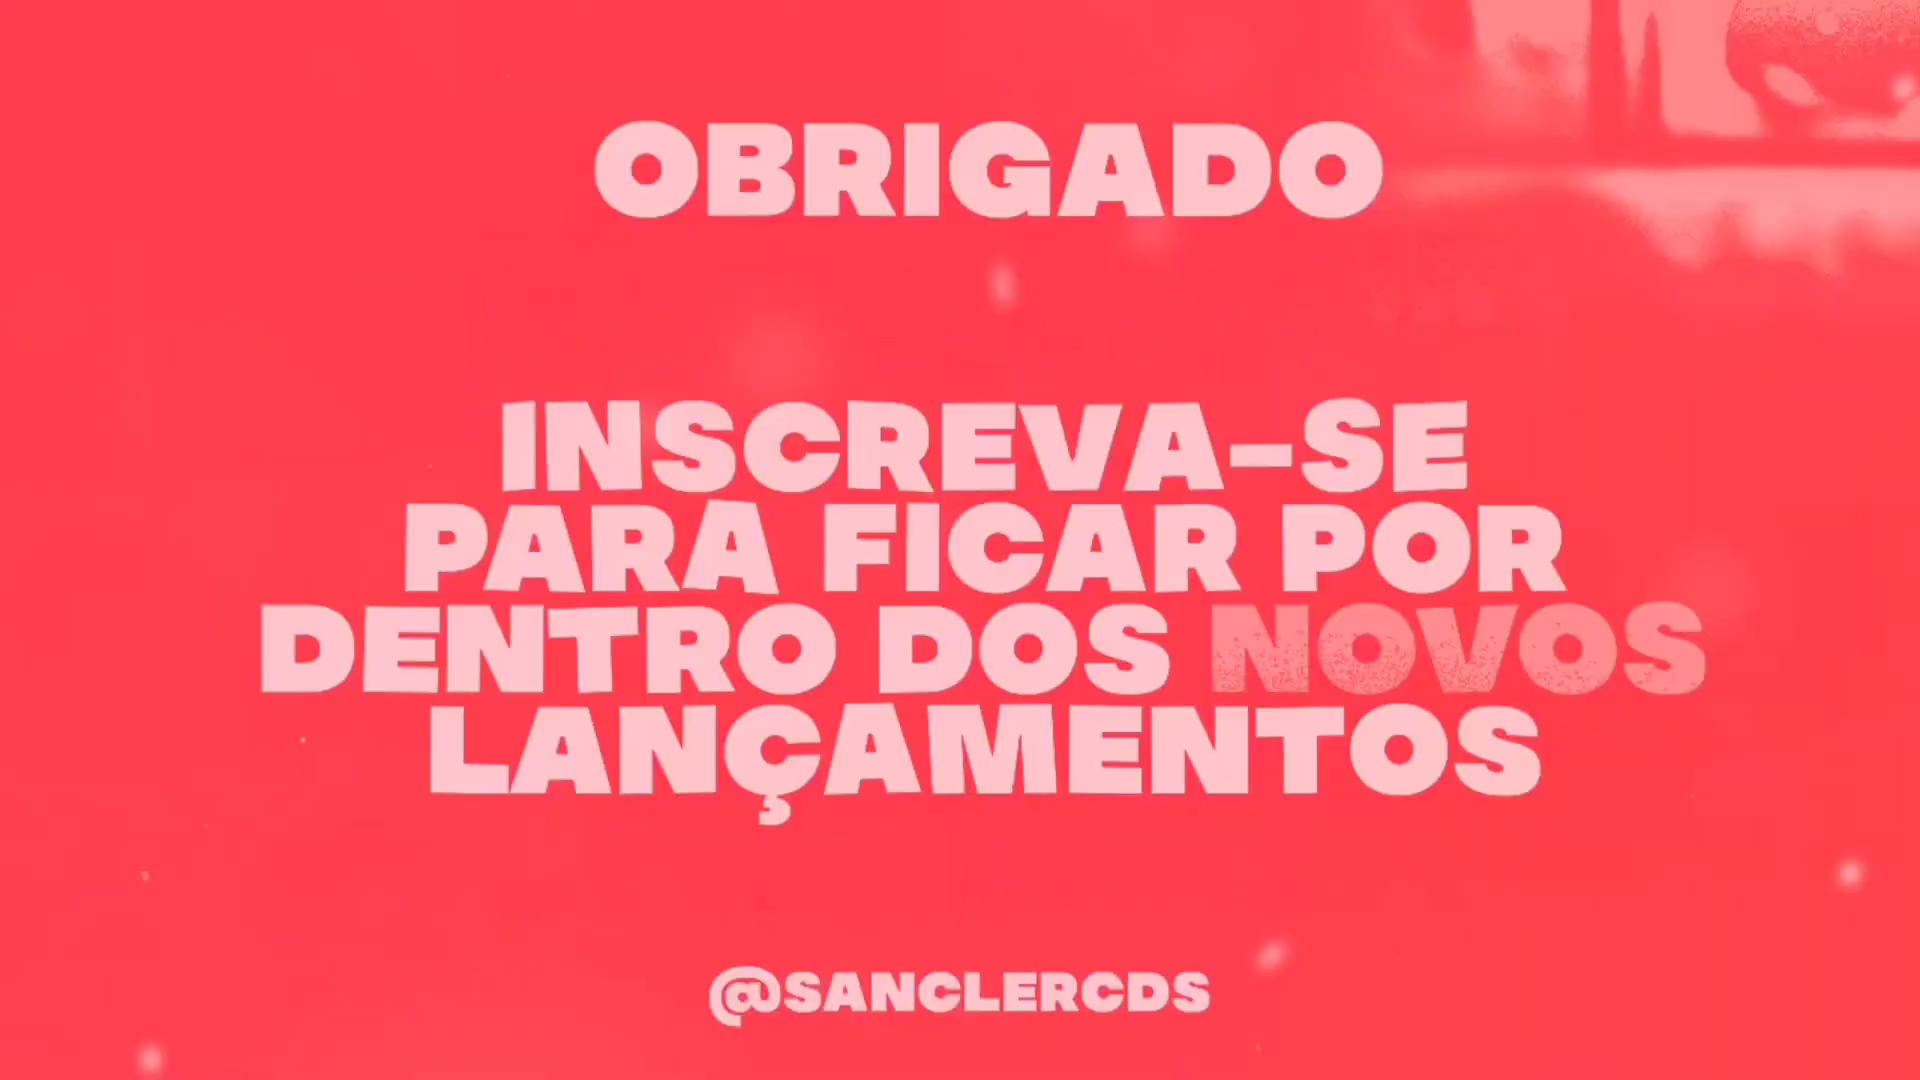 OBRIGADO
INSCREVA-SE
PARA FICAR POR
DENTRO DOS NOVOS
LANÇAMENTOS
@SANCLERCDS